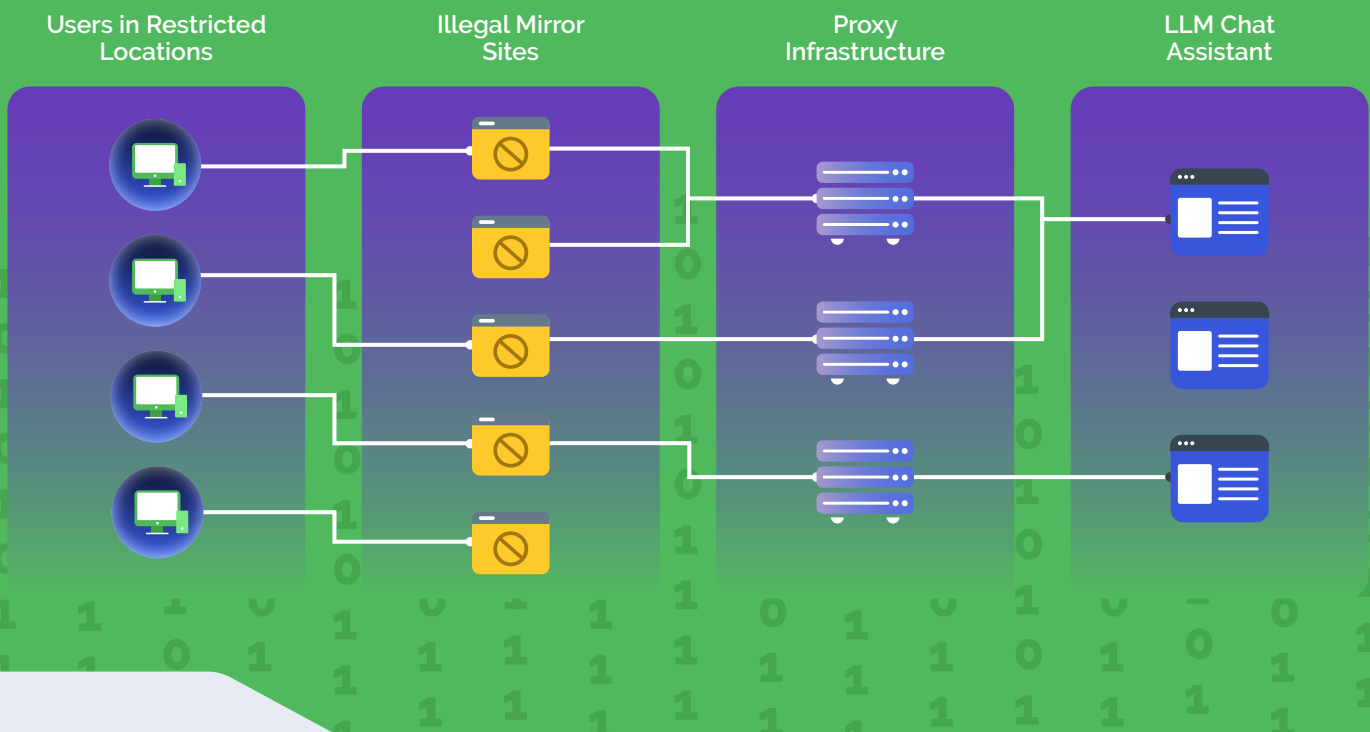 Users in Restricted
Locations
Illegal Mirror
Sites
Proxy
Infrastructure
LLM Chat
Assistant